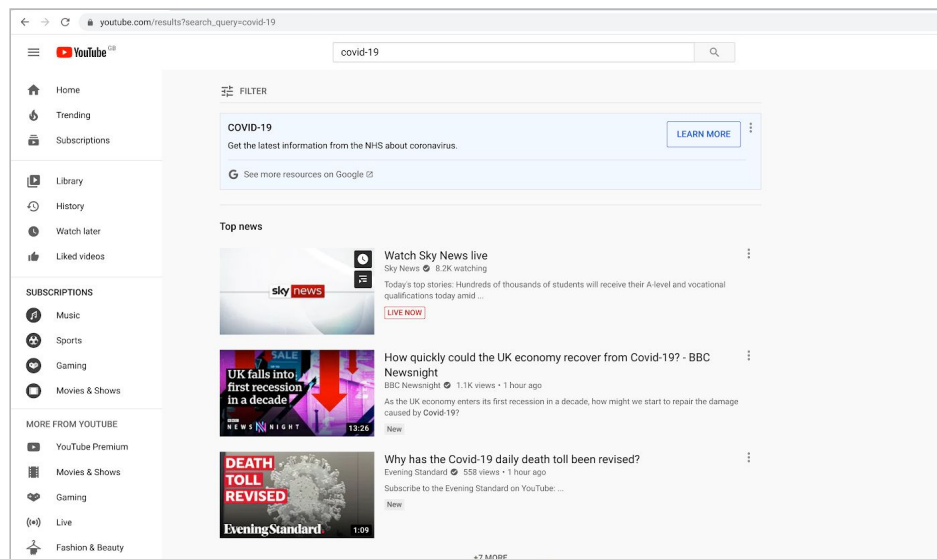 youtube.com/results?search_query=covid-19
YouTube GB
covid-19
Home
Trending
Subscriptions
Library
History
Watch later
Liked videos
SUBSCRIPTIONS
Music
Sports
Gaming
Movies & Shows
MORE FROM YOUTUBE
YouTube Premium
Movies & Shows
Gaming
Live
Fashion & Beauty
FILTER
COVID-19
Get the latest information from the NHS about coronavirus.
LEARN MORE
G See more resources on Google
Top news
sky news
Watch Sky News live
Sky News 8.2K watching
Today's top stories: Hundreds of thousands of students will receive their A-level and vocational
qualifications today amid ...
LIVE NOW
SALE
UK falls into
first recession
in a decade
NEWSNIGHT
13:26
How quickly could the UK economy recover from Covid-19? - BBC
Newsnight
BBC Newsnight 1.1K views • 1 hour ago
As the UK economy enters its first recession in a decade, how might we start to repair the damage
caused by Covid-19?
New
DEATH
TOLL
REVISED
Evening Standard.
1:09
Why has the Covid-19 daily death toll been revised?
Evening Standard 558 views • 1 hour ago
Subscribe to the Evening Standard on YouTube: ...
New
+7 MORE